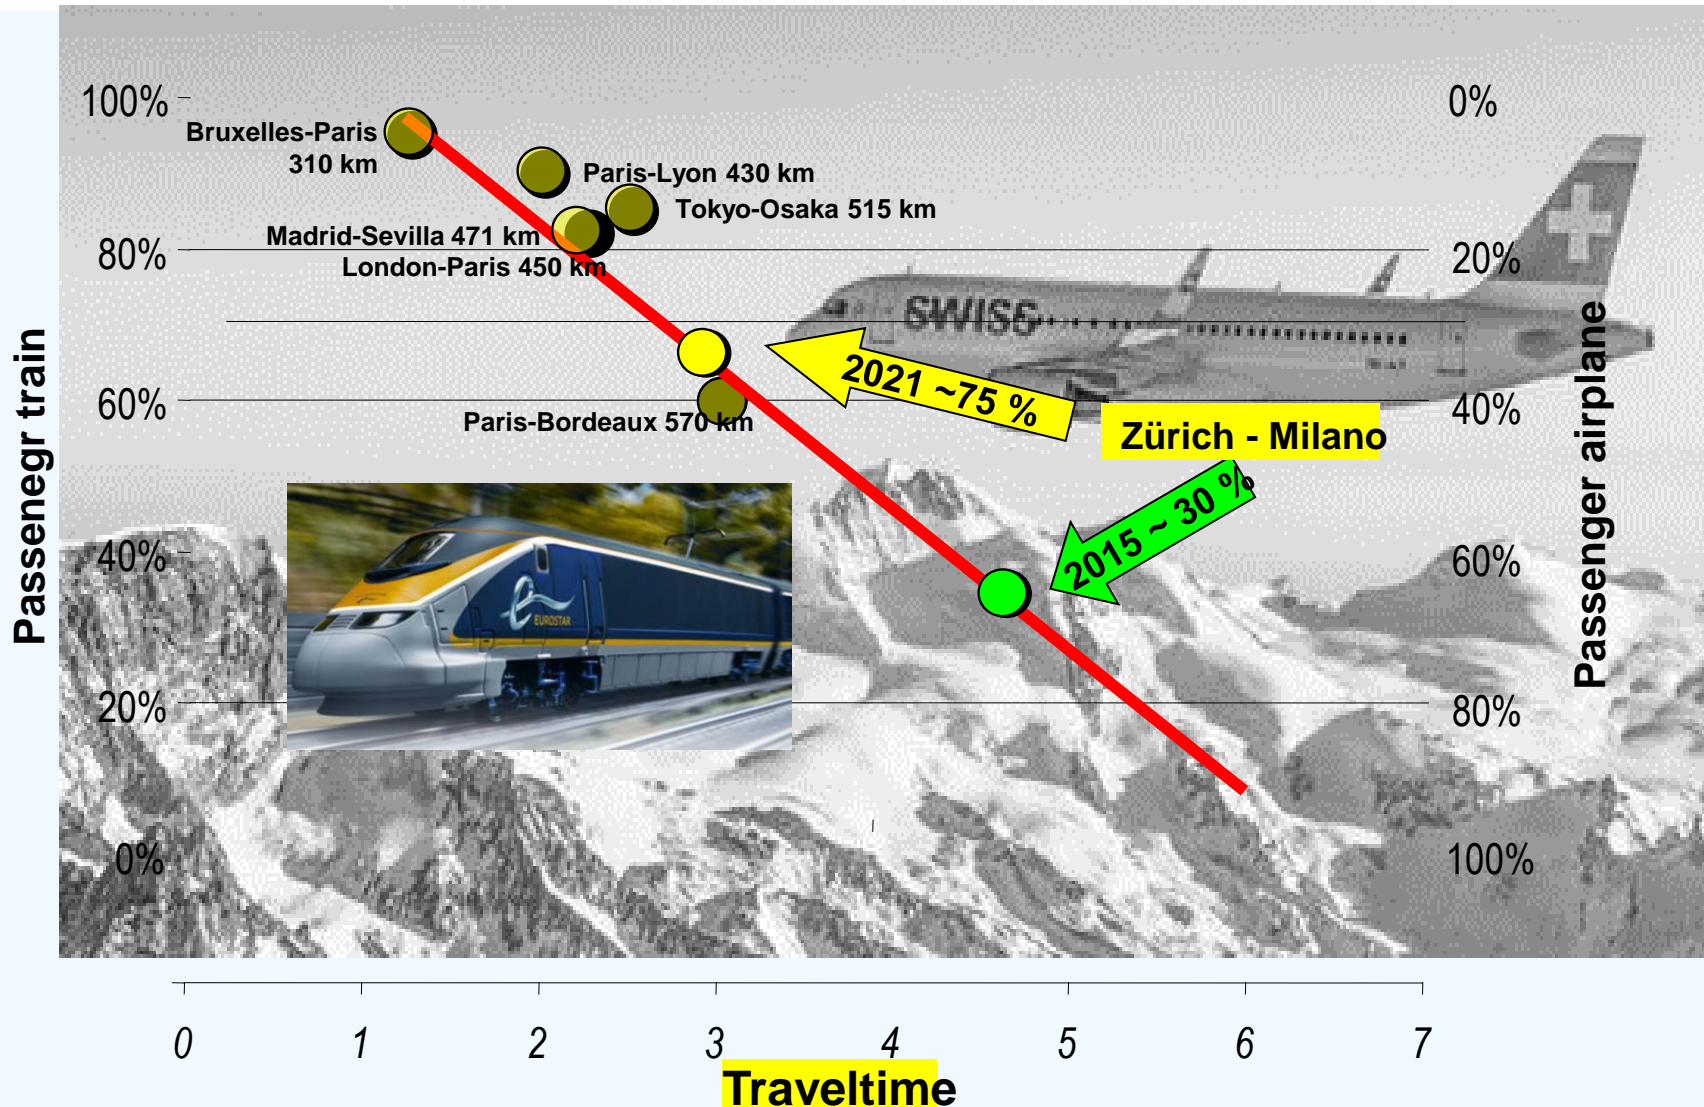 100%
0%
Bruxelles-Paris
310 km
Paris-Lyon 430 km
Tokyo-Osaka 515 km
Madrid-Sevilla 471 km
80%
20%
London-Paris 450 km
SWISS
2021 ~75 %
60%
40%
Paris-Bordeaux 570 km
Zürich - Milano
2015 ~ 30 %
40%
60%
EUROSTAR
20%
80%
0%
100%
Passenegr train
Passenger airplane
0 1 2 3 4 5 6 7
Traveltime